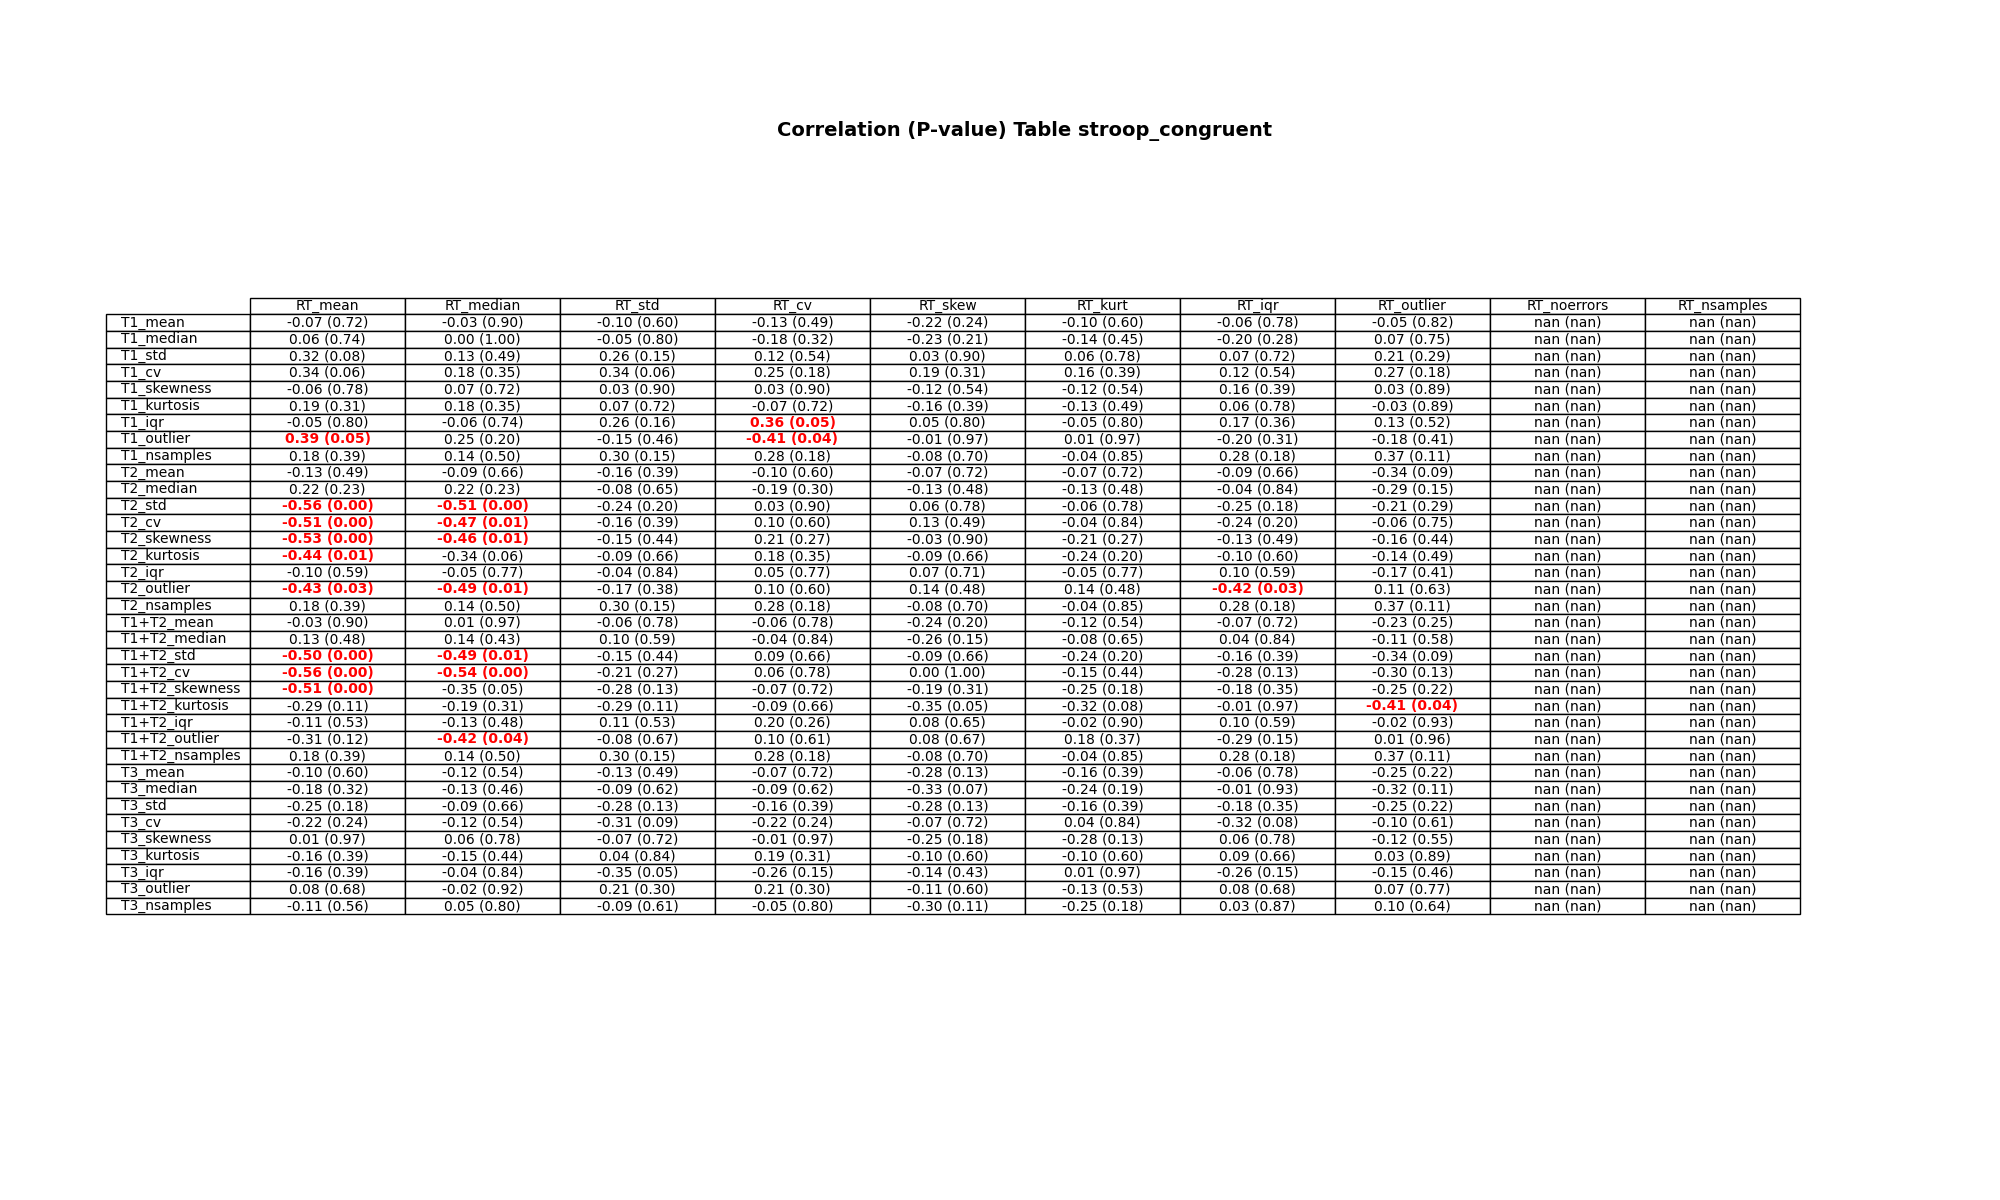 Correlation (P-value) Table stroop_congruent
RT_mean RT_median RT_std RT_cv RT_skew RT_kurt RT_iqr RT_outlier RT_noerrors RT_nsamples
T1_mean -0.07 (0.72) -0.03 (0.90) -0.10 (0.60) -0.13 (0.49) -0.22 (0.24) -0.10 (0.60) -0.06 (0.78) -0.05 (0.82) nan (nan) nan (nan)
T1_median 0.06 (0.74) 0.00 (1.00) -0.05 (0.80) -0.18 (0.32) -0.23 (0.21) -0.14 (0.45) -0.20 (0.28) 0.07 (0.75) nan (nan) nan (nan)
T1_std 0.32 (0.08) 0.13 (0.49) 0.26 (0.15) 0.12 (0.54) 0.03 (0.90) 0.06 (0.78) 0.07 (0.72) 0.21 (0.29) nan (nan) nan (nan)
T1_cv 0.34 (0.06) 0.18 (0.35) 0.34 (0.06) 0.25 (0.18) 0.19 (0.31) 0.16 (0.39) 0.12 (0.54) 0.27 (0.18) nan (nan) nan (nan)
T1_skewness -0.06 (0.78) 0.07 (0.72) 0.03 (0.90) 0.03 (0.90) -0.12 (0.54) -0.12 (0.54) 0.16 (0.39) 0.03 (0.89) nan (nan) nan (nan)
T1_kurtosis 0.19 (0.31) 0.18 (0.35) 0.07 (0.72) -0.07 (0.72) -0.16 (0.39) -0.13 (0.49) 0.06 (0.78) -0.03 (0.89) nan (nan) nan (nan)
T1_iqr -0.05 (0.80) -0.06 (0.74) 0.26 (0.16) 0.36 (0.05) 0.05 (0.80) -0.05 (0.80) 0.17 (0.36) 0.13 (0.52) nan (nan) nan (nan)
T1_outlier 0.39 (0.05) 0.25 (0.20) -0.15 (0.46) -0.41 (0.04) -0.01 (0.97) 0.01 (0.97) -0.20 (0.31) -0.18 (0.41) nan (nan) nan (nan)
T1_nsamples 0.18 (0.39) 0.14 (0.50) 0.30 (0.15) 0.28 (0.18) -0.08 (0.70) -0.04 (0.85) 0.28 (0.18) 0.37 (0.11) nan (nan) nan (nan)
T2_mean -0.13 (0.49) -0.09 (0.66) -0.16 (0.39) -0.10 (0.60) -0.07 (0.72) -0.07 (0.72) -0.09 (0.66) -0.34 (0.09) nan (nan) nan (nan)
T2_median 0.22 (0.23) 0.22 (0.23) -0.08 (0.65) -0.19 (0.30) -0.13 (0.48) -0.13 (0.48) -0.04 (0.84) -0.29 (0.15) nan (nan) nan (nan)
T2_std -0.56 (0.00) -0.51 (0.00) -0.24 (0.20) 0.03 (0.90) 0.06 (0.78) -0.06 (0.78) -0.25 (0.18) -0.21 (0.29) nan (nan) nan (nan)
T2_cv -0.51 (0.00) -0.47 (0.01) -0.16 (0.39) 0.10 (0.60) 0.13 (0.49) -0.04 (0.84) -0.24 (0.20) -0.06 (0.75) nan (nan) nan (nan)
T2_skewness -0.53 (0.00) -0.46 (0.01) -0.15 (0.44) 0.21 (0.27) -0.03 (0.90) -0.21 (0.27) -0.13 (0.49) -0.16 (0.44) nan (nan) nan (nan)
T2_kurtosis -0.44 (0.01) -0.34 (0.06) -0.09 (0.66) 0.18 (0.35) -0.09 (0.66) -0.24 (0.20) -0.10 (0.60) -0.14 (0.49) nan (nan) nan (nan)
T2_iqr -0.10 (0.59) -0.05 (0.77) -0.04 (0.84) 0.05 (0.77) 0.07 (0.71) -0.05 (0.77) 0.10 (0.59) -0.17 (0.41) nan (nan) nan (nan)
T2_outlier -0.43 (0.03) -0.49 (0.01) -0.17 (0.38) 0.10 (0.60) 0.14 (0.48) 0.14 (0.48) -0.42 (0.03) 0.11 (0.63) nan (nan) nan (nan)
T2_nsamples 0.18 (0.39) 0.14 (0.50) 0.30 (0.15) 0.28 (0.18) -0.08 (0.70) -0.04 (0.85) 0.28 (0.18) 0.37 (0.11) nan (nan) nan (nan)
T1+T2_mean -0.03 (0.90) 0.01 (0.97) -0.06 (0.78) -0.06 (0.78) -0.24 (0.20) -0.12 (0.54) -0.07 (0.72) -0.23 (0.25) nan (nan) nan (nan)
T1+T2_median 0.13 (0.48) 0.14 (0.43) 0.10 (0.59) -0.04 (0.84) -0.26 (0.15) -0.08 (0.65) 0.04 (0.84) -0.11 (0.58) nan (nan) nan (nan)
T1+T2_std -0.50 (0.00) -0.49 (0.01) -0.15 (0.44) 0.09 (0.66) -0.09 (0.66) -0.24 (0.20) -0.16 (0.39) -0.34 (0.09) nan (nan) nan (nan)
T1+T2_cv -0.56 (0.00) -0.54 (0.00) -0.21 (0.27) 0.06 (0.78) 0.00 (1.00) -0.15 (0.44) -0.28 (0.13) -0.30 (0.13) nan (nan) nan (nan)
T1+T2_skewness -0.51 (0.00) -0.35 (0.05) -0.28 (0.13) -0.07 (0.72) -0.19 (0.31) -0.25 (0.18) -0.18 (0.35) -0.25 (0.22) nan (nan) nan (nan)
T1+T2_kurtosis -0.29 (0.11) -0.19 (0.31) -0.29 (0.11) -0.09 (0.66) -0.35 (0.05) -0.32 (0.08) -0.01 (0.97) -0.41 (0.04) nan (nan) nan (nan)
T1+T2_iqr -0.11 (0.53) -0.13 (0.48) 0.11 (0.53) 0.20 (0.26) 0.08 (0.65) -0.02 (0.90) 0.10 (0.59) -0.02 (0.93) nan (nan) nan (nan)
T1+T2_outlier -0.31 (0.12) -0.42 (0.04) -0.08 (0.67) 0.10 (0.61) 0.08 (0.67) 0.18 (0.37) -0.29 (0.15) 0.01 (0.96) nan (nan) nan (nan)
T1+T2_nsamples 0.18 (0.39) 0.14 (0.50) 0.30 (0.15) 0.28 (0.18) -0.08 (0.70) -0.04 (0.85) 0.28 (0.18) 0.37 (0.11) nan (nan) nan (nan)
T3_mean -0.10 (0.60) -0.12 (0.54) -0.13 (0.49) -0.07 (0.72) -0.28 (0.13) -0.16 (0.39) -0.06 (0.78) -0.25 (0.22) nan (nan) nan (nan)
T3_median -0.18 (0.32) -0.13 (0.46) -0.09 (0.62) -0.09 (0.62) -0.33 (0.07) -0.24 (0.19) -0.01 (0.93) -0.32 (0.11) nan (nan) nan (nan)
T3_std -0.25 (0.18) -0.09 (0.66) -0.28 (0.13) -0.16 (0.39) -0.28 (0.13) -0.16 (0.39) -0.18 (0.35) -0.25 (0.22) nan (nan) nan (nan)
T3_cv -0.22 (0.24) -0.12 (0.54) -0.31 (0.09) -0.22 (0.24) -0.07 (0.72) 0.04 (0.84) -0.32 (0.08) -0.10 (0.61) nan (nan) nan (nan)
T3_skewness 0.01 (0.97) 0.06 (0.78) -0.07 (0.72) -0.01 (0.97) -0.25 (0.18) -0.28 (0.13) 0.06 (0.78) -0.12 (0.55) nan (nan) nan (nan)
T3_kurtosis -0.16 (0.39) -0.15 (0.44) 0.04 (0.84) 0.19 (0.31) -0.10 (0.60) -0.10 (0.60) 0.09 (0.66) 0.03 (0.89) nan (nan) nan (nan)
T3_iqr -0.16 (0.39) -0.04 (0.84) -0.35 (0.05) -0.26 (0.15) -0.14 (0.43) 0.01 (0.97) -0.26 (0.15) -0.15 (0.46) nan (nan) nan (nan)
T3_outlier 0.08 (0.68) -0.02 (0.92) 0.21 (0.30) 0.21 (0.30) -0.11 (0.60) -0.13 (0.53) 0.08 (0.68) 0.07 (0.77) nan (nan) nan (nan)
T3_nsamples -0.11 (0.56) 0.05 (0.80) -0.09 (0.61) -0.05 (0.80) -0.30 (0.11) -0.25 (0.18) 0.03 (0.87) 0.10 (0.64) nan (nan) nan (nan)